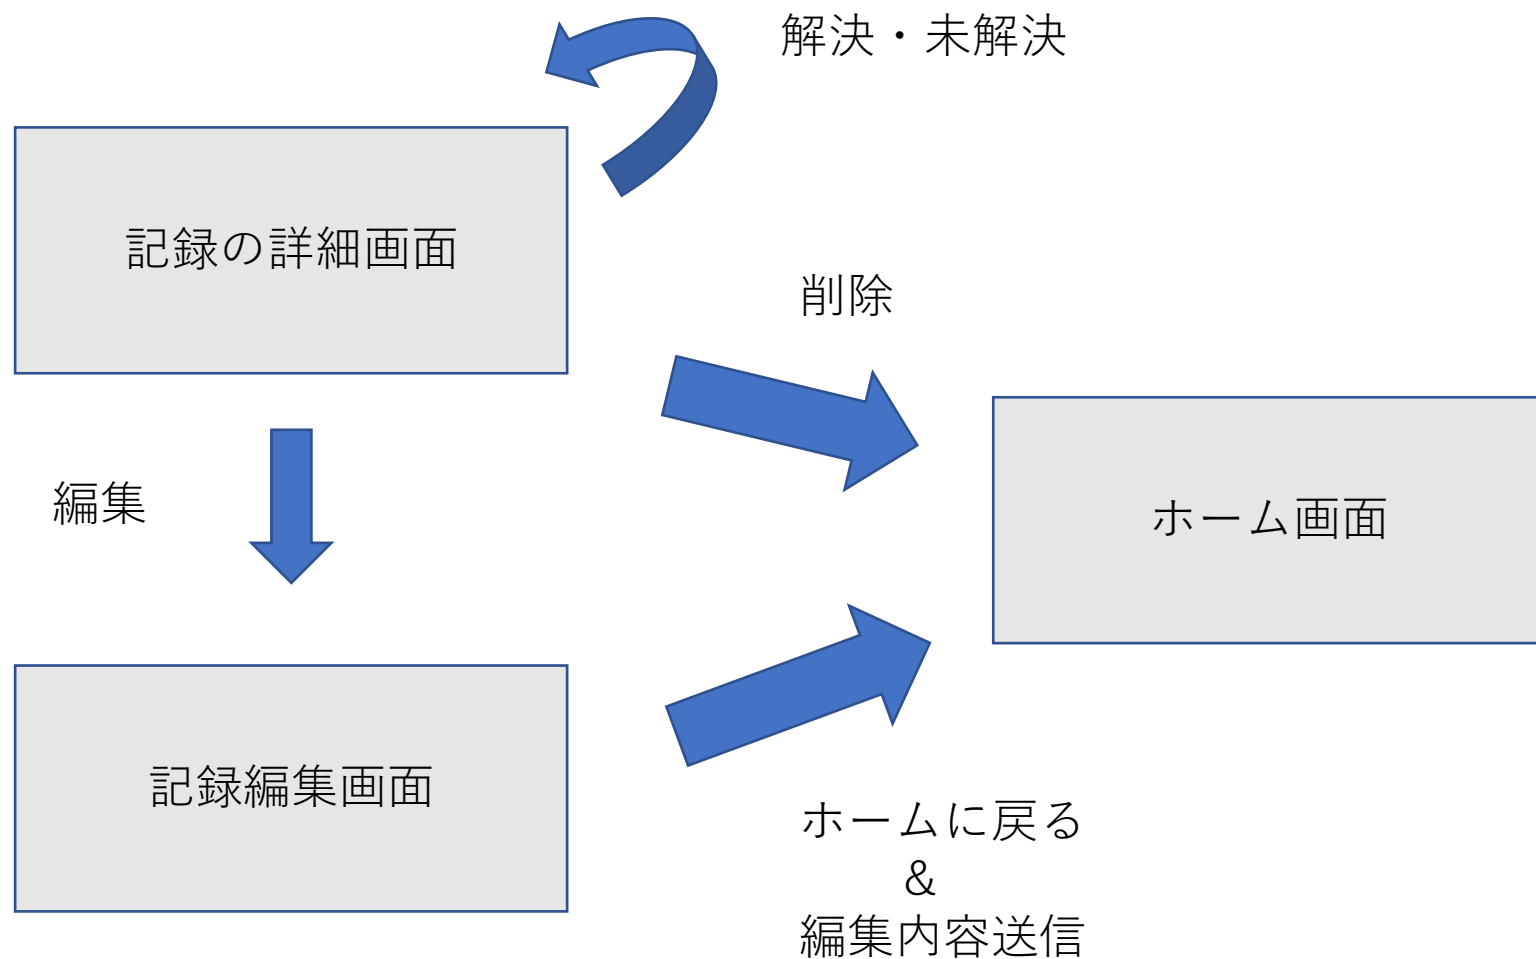 解決・未解決
記録の詳細画面
削除
編集
ホーム画面
記録編集画面
ホームに戻る
&
編集内容送信